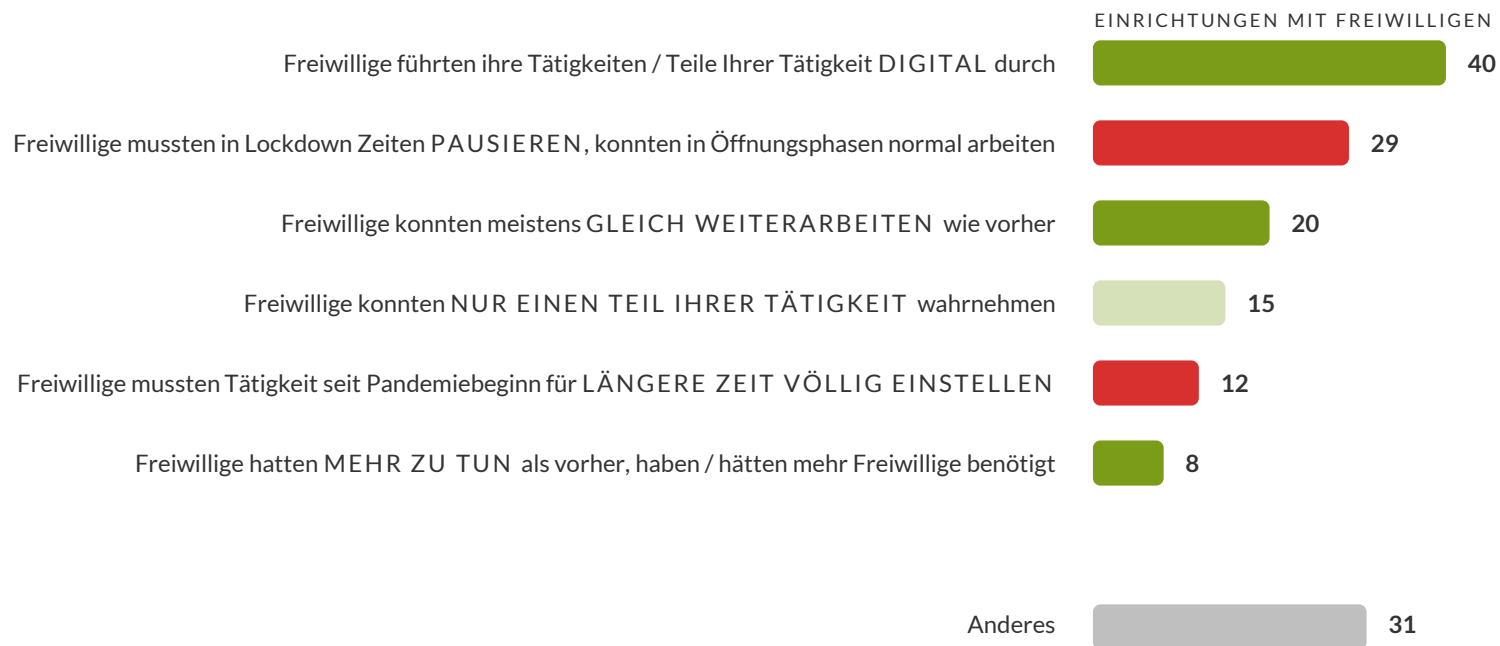 EINRICHTUNGEN MIT FREIWILLIGEN
Freiwillige führten ihre Tätigkeiten / Teile Ihrer Tätigkeit DIGITAL durch 40
Freiwillige mussten in Lockdown Zeiten PAUSIEREN, konnten in Öffnungsphasen normal arbeiten 29
Freiwillige konnten meistens GLEICH WEITERARBEITEN wie vorher 20
Freiwillige konnten NUR EINEN TEIL IHRER TÄTIGKEIT wahrnehmen 15
Freiwillige mussten Tätigkeit seit Pandemiebeginn für LÄNGERE ZEIT VÖLLIG EINSTELLEN 12
Freiwillige hatten MEHR ZU TUN als vorher, haben / hätten mehr Freiwillige benötigt 8
Anderes 31